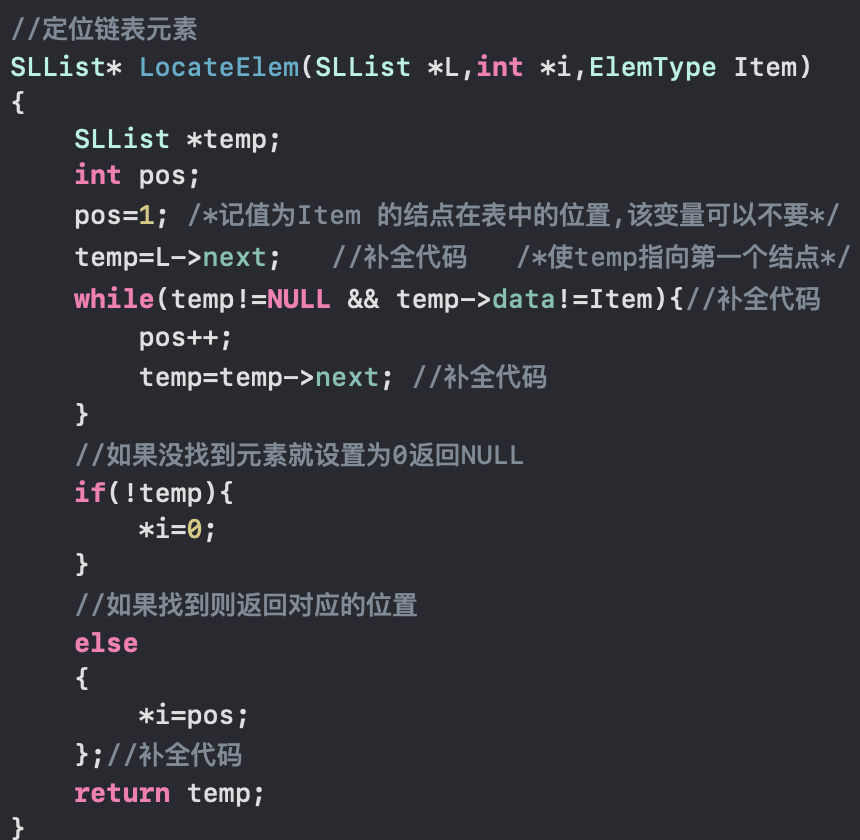 //定位链表元素
SLList* LocateElem(SLList *L,int *i,ElemType Item)
{
    SLList *temp;
    int pos;
    pos=1; /*记值为Item 的结点在表中的位置,该变量可以不要*/
    temp=L->next;   //补全代码   /*使temp指向第一个结点*/
    while(temp!=NULL && temp->data!=Item){//补全代码
        pos++;
        temp=temp->next; //补全代码
    }
    //如果没找到元素就设置为0返回NULL
    if(!temp){
        *i=0;
    }
    //如果找到则返回对应的位置
    else
    {
        *i=pos;
    };//补全代码
    return temp;
}